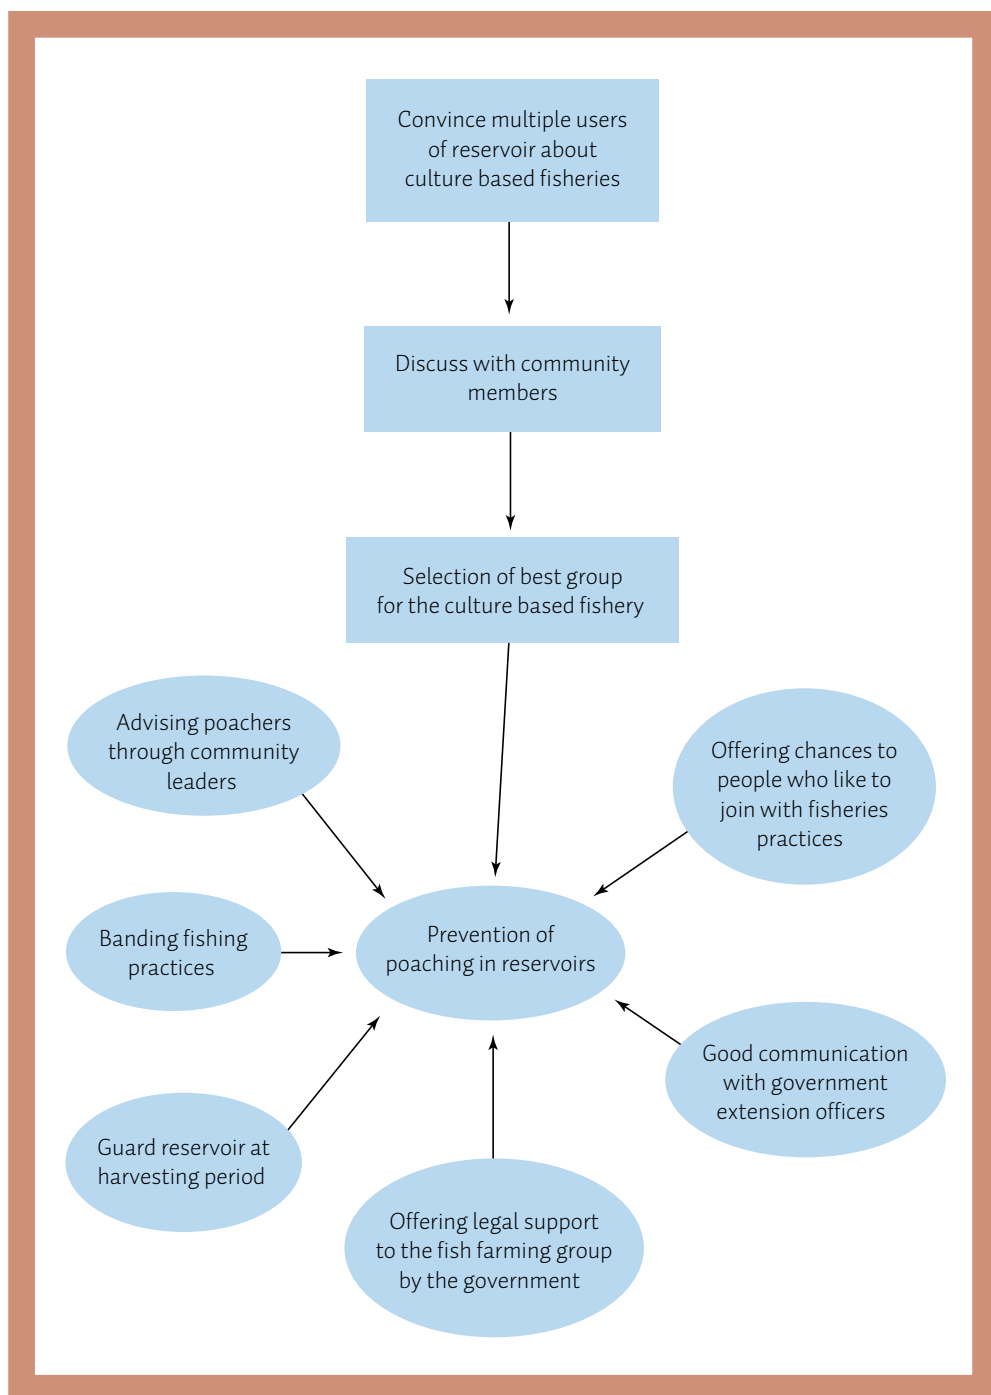 Convince multiple users
of reservoir about
culture based fisheries
Discuss with community
members
Selection of best group
for the culture based fishery
Advising poachers
through community
leaders
Offering chances to
people who like to
join with fisheries
practices
Banding fishing
practices
Prevention of
poaching in reservoirs
Good communication
with government
extension officers
Guard reservoir at
harvesting period
Offering legal support
to the fish farming group
by the government